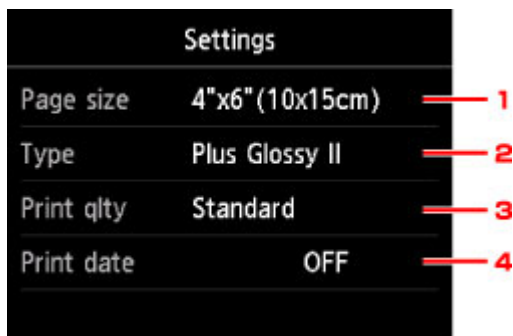 Settings
Page size 4"x6"(10x15cm) 1
Type Plus Glossy II 2
Print qlty Standard 3
Print date OFF 4